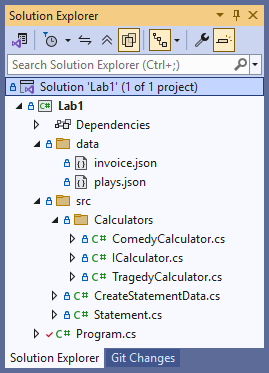 Solution Explorer
Search Solution Explorer (Ctrl+;)
Solution 'Lab1' (1 of 1 project)
C# Lab1
Dependencies
data
invoice.json
plays.json
src
Calculators
C# ComedyCalculator.cs
C# ICalculator.cs
C# TragedyCalculator.cs
C# CreateStatementData.cs
C# Statement.cs
C# Program.cs
Solution Explorer Git Changes